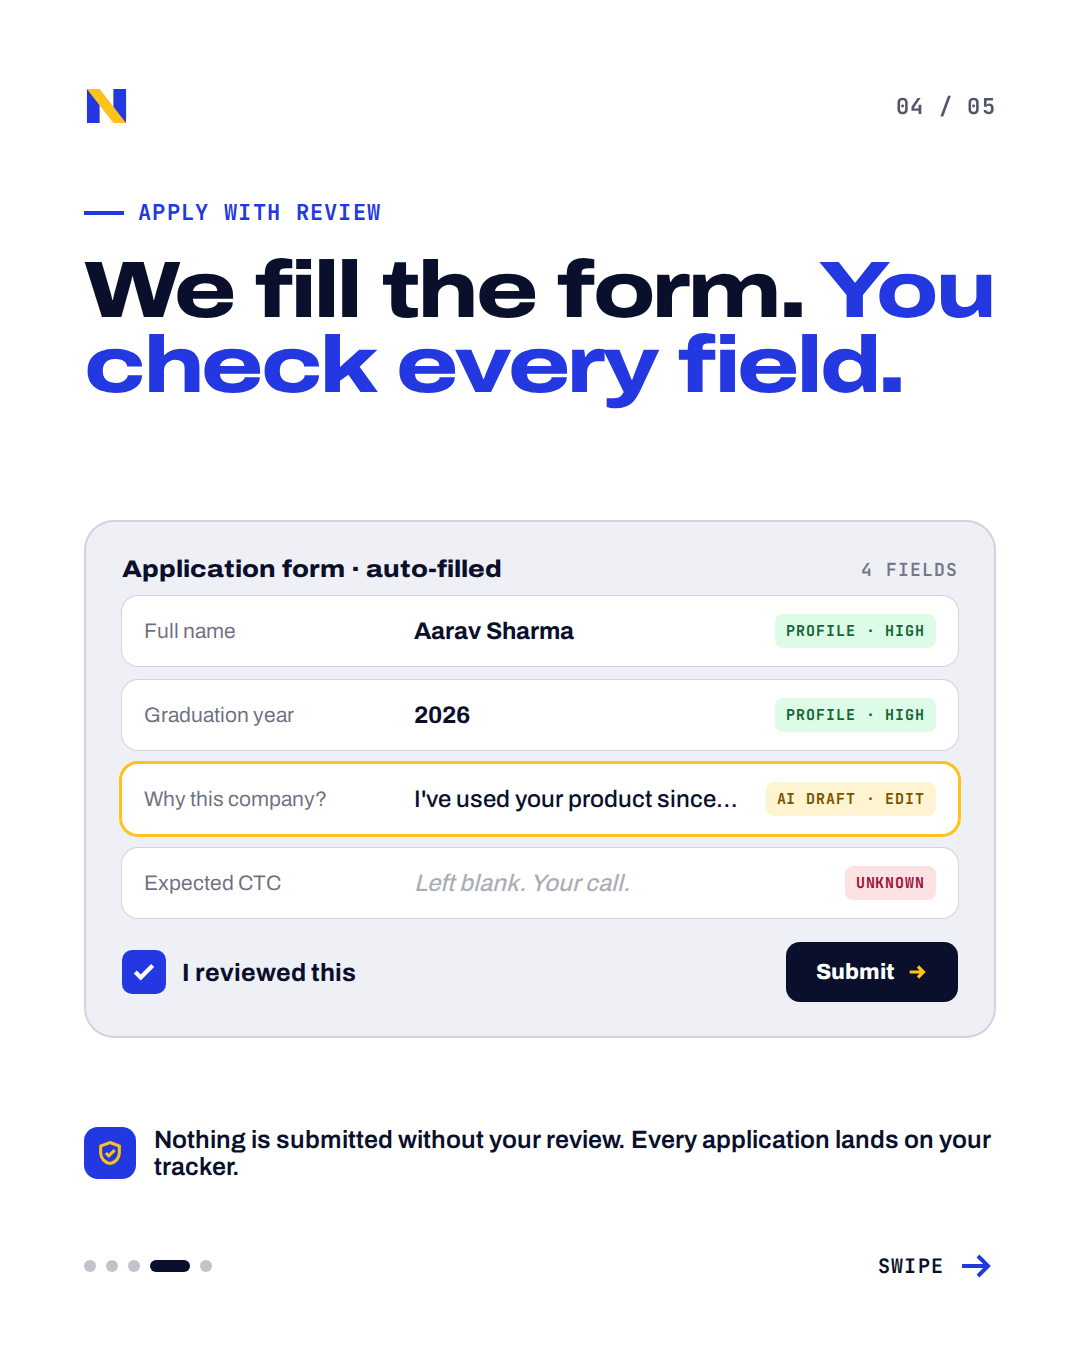 N
04 / 05
APPLY WITH REVIEW
We fill the form. You
check every field.
Application form · auto-filled
4 FIELDS
Full name
Aarav Sharma
PROFILE · HIGH
Graduation year
2026
PROFILE · HIGH
Why this company?
I've used your product since...
AI DRAFT · EDIT
Expected CTC
Left blank. Your call.
UNKNOWN
I reviewed this
Submit
Nothing is submitted without your review. Every application lands on your
tracker.
SWIPE